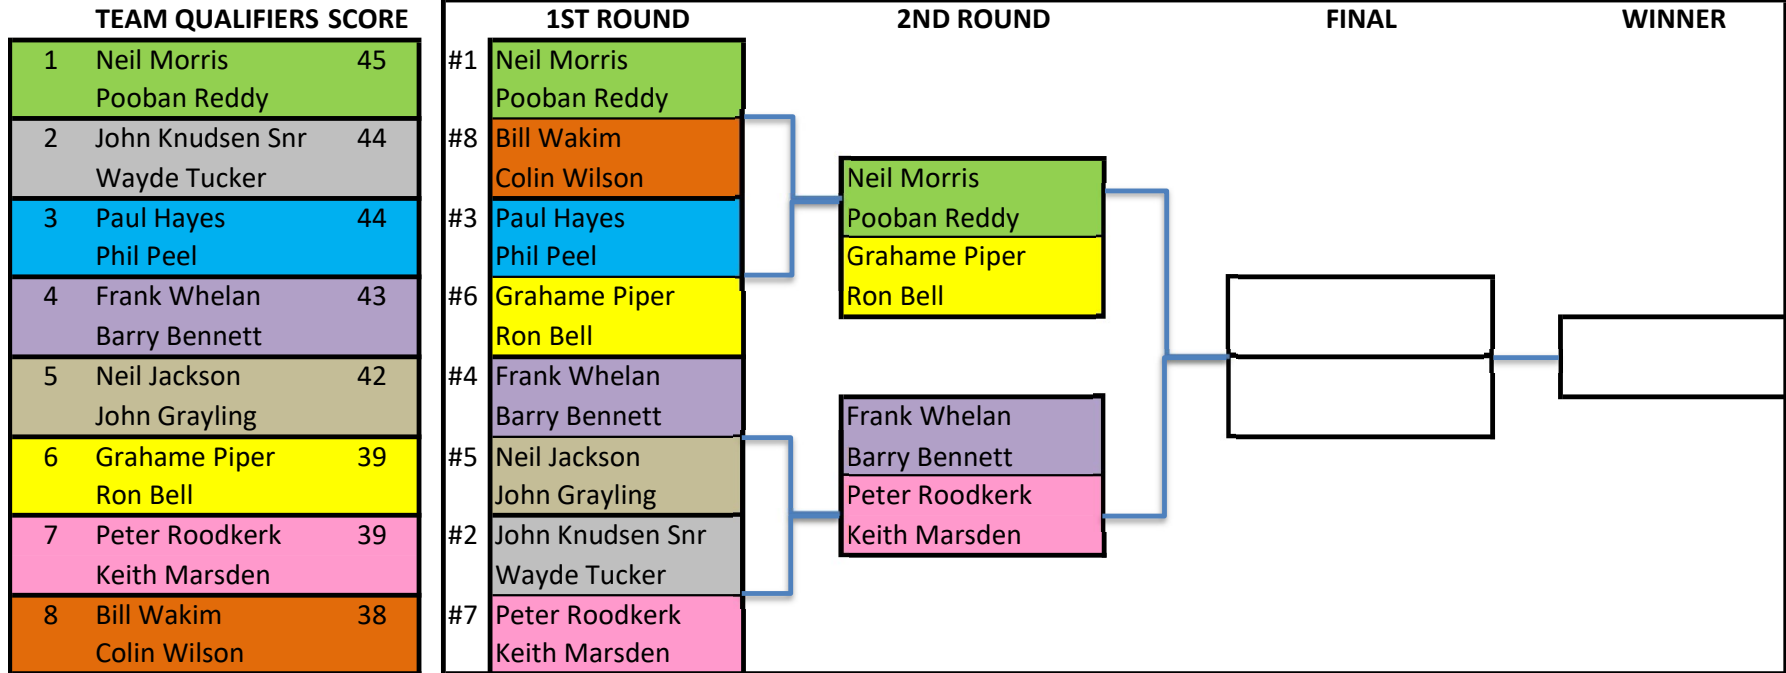 TEAM QUALIFIERS SCORE
1 Neil Morris 45
Pooban Reddy
2 John Knudsen Snr 44
Wayde Tucker
3 Paul Hayes 44
Phil Peel
4 Frank Whelan 43
Barry Bennett
5 Neil Jackson 42
John Grayling
6 Grahame Piper 39
Ron Bell
7 Peter Roodkerk 39
Keith Marsden
8 Bill Wakim 38
Colin Wilson
1ST ROUND
#1 Neil Morris
Pooban Reddy
#8 Bill Wakim
Colin Wilson
#3 Paul Hayes
Phil Peel
#6 Grahame Piper
Ron Bell
#4 Frank Whelan
Barry Bennett
#5 Neil Jackson
John Grayling
#2 John Knudsen Snr
Wayde Tucker
#7 Peter Roodkerk
Keith Marsden
2ND ROUND
Neil Morris
Pooban Reddy
Grahame Piper
Ron Bell
Frank Whelan
Barry Bennett
Peter Roodkerk
Keith Marsden
FINAL
WINNER